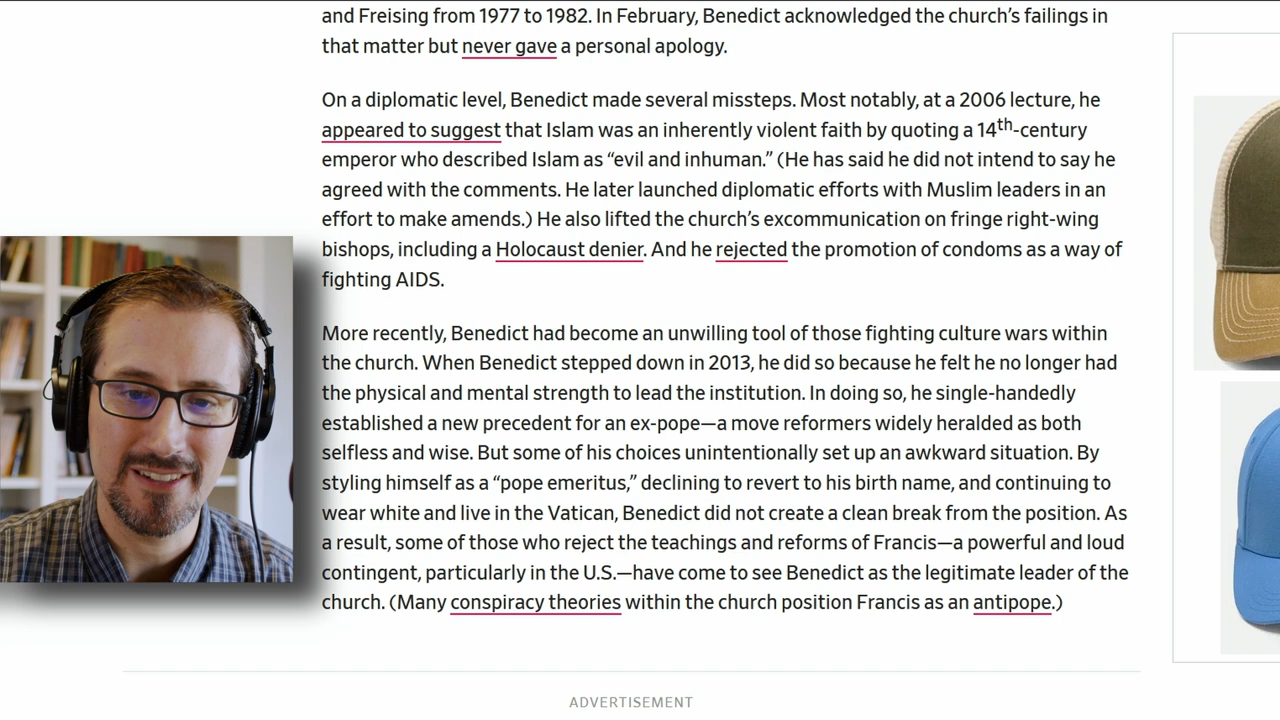 and Freising from 1977 to 1982. In February, Benedict acknowledged the church’s failings in
that matter but never gave a personal apology.
On a diplomatic level, Benedict made several missteps. Most notably, at a 2006 lecture, he
appeared to suggest that Islam was an inherently violent faith by quoting a 14th-century
emperor who described Islam as “evil and inhuman.” (He has said he did not intend to say he
agreed with the comments. He later launched diplomatic efforts with Muslim leaders in an
effort to make amends.) He also lifted the church’s excommunication on fringe right-wing
bishops, including a Holocaust denier. And he rejected the promotion of condoms as a way of
fighting AIDS.
More recently, Benedict had become an unwilling tool of those fighting culture wars within
the church. When Benedict stepped down in 2013, he did so because he felt he no longer had
the physical and mental strength to lead the institution. In doing so, he single-handedly
established a new precedent for an ex-pope—a move reformers widely heralded as both
selfless and wise. But some of his choices unintentionally set up an awkward situation. By
styling himself as a “pope emeritus,” declining to revert to his birth name, and continuing to
wear white and live in the Vatican, Benedict did not create a clean break from the position. As
a result, some of those who reject the teachings and reforms of Francis—a powerful and loud
contingent, particularly in the U.S.—have come to see Benedict as the legitimate leader of the
church. (Many conspiracy theories within the church position Francis as an antipope.)
ADVERTISEMENT